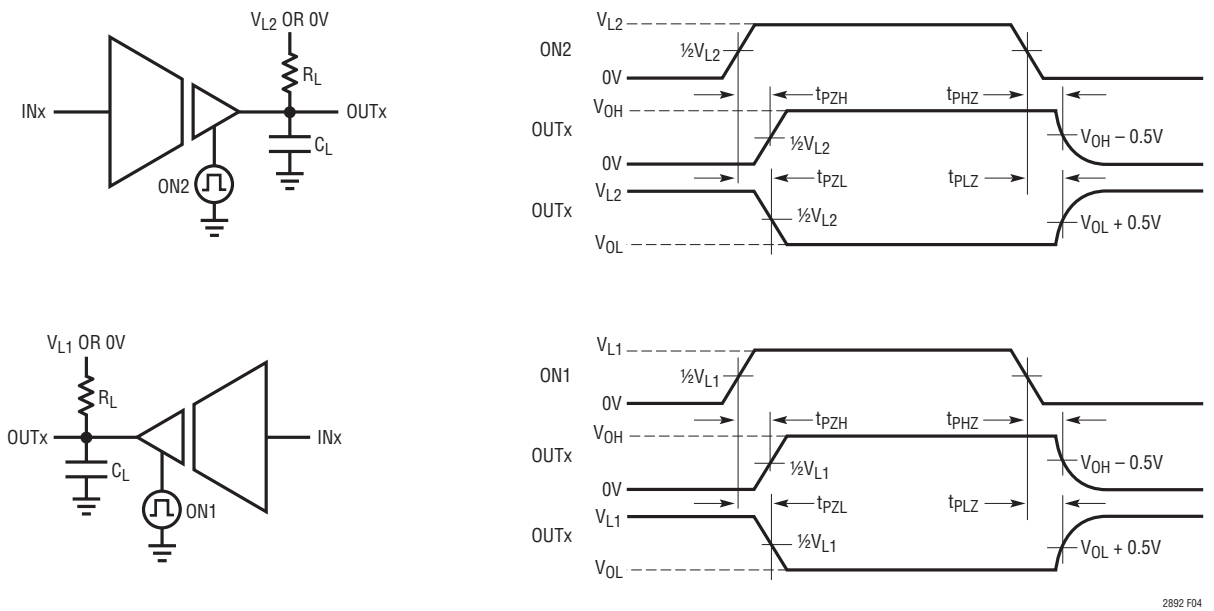 VL2 OR 0V
RL
INx
OUTx
CL
ON2
VL2
ON2
½VL2
0V
tPZH
tPHZ
VOH
OUTx
½VL2
VOH – 0.5V
0V
tPZL
tPLZ
VL2
OUTx
½VL2
VOL + 0.5V
VOL
VL1 OR 0V
RL
OUTx
INx
CL
ON1
VL1
ON1
½VL1
0V
tPZH
tPHZ
VOH
OUTx
½VL1
VOH – 0.5V
0V
tPZL
tPLZ
VL1
OUTx
½VL1
VOL + 0.5V
VOL
2892 F04